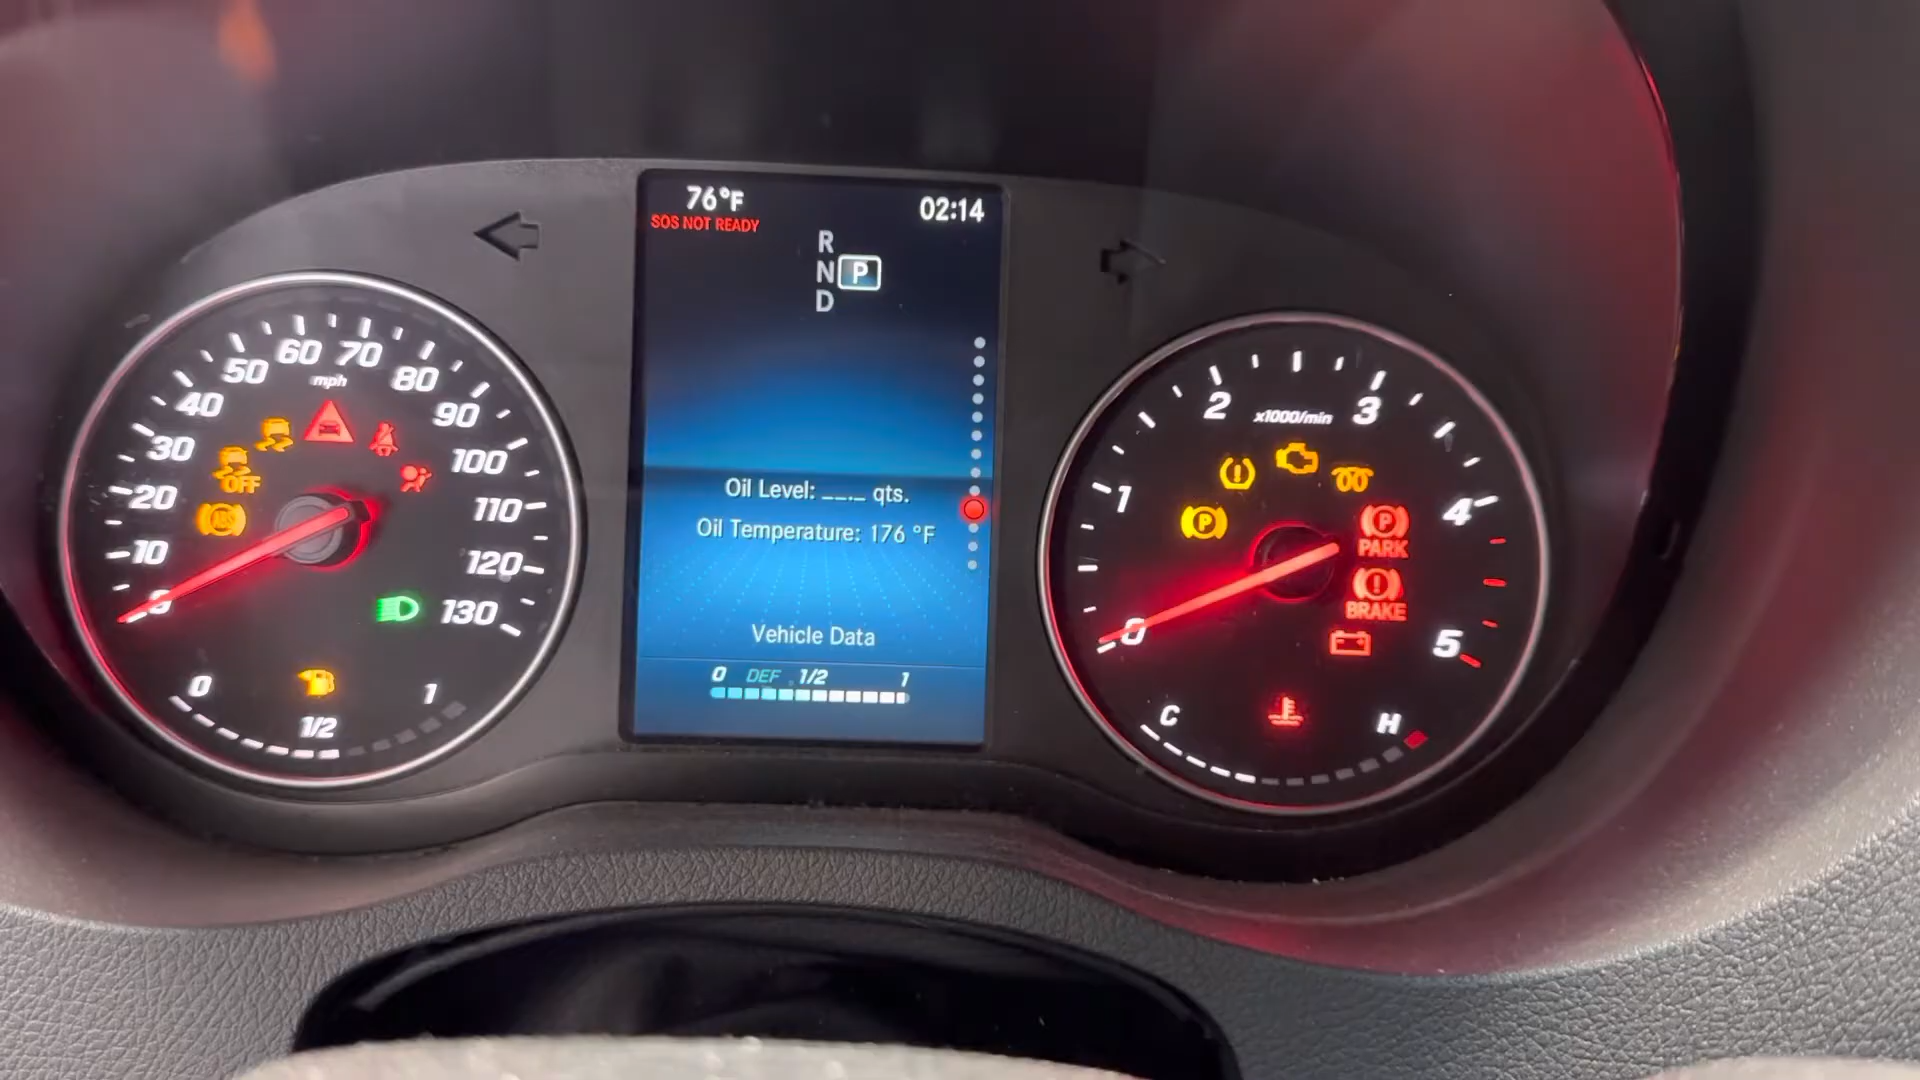 76°F
02:14
SOS NOT READY
R
N P
D
Oil Level: __._ qts.
Oil Temperature: 176 °F
Vehicle Data
0 DEF 1/2 1
0
10
20
30
40
50
60
70
80
90
100
110
120
130
mph
OFF
ABS
0
1/2
1
0
1
2
3
4
5
x1000/min
P
P
PARK
BRAKE
C
H